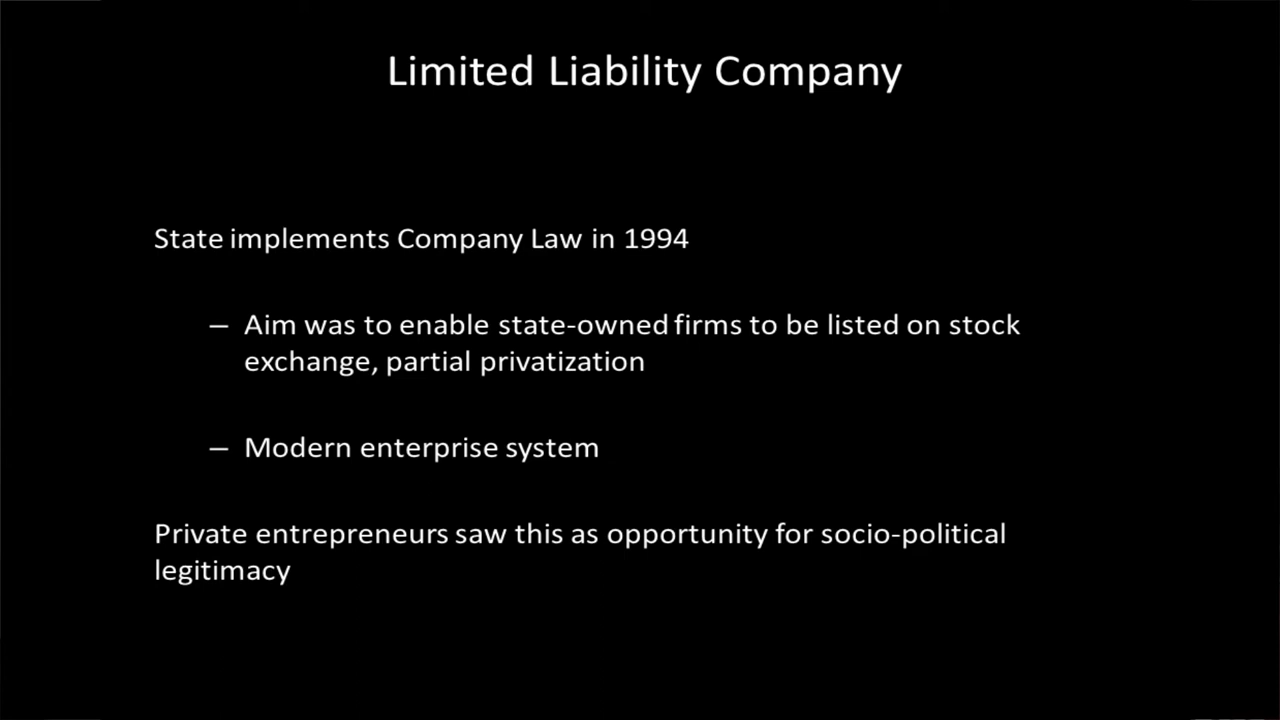 Limited Liability Company
State implements Company Law in 1994
– Aim was to enable state-owned firms to be listed on stock
exchange, partial privatization
– Modern enterprise system
Private entrepreneurs saw this as opportunity for socio-political
legitimacy